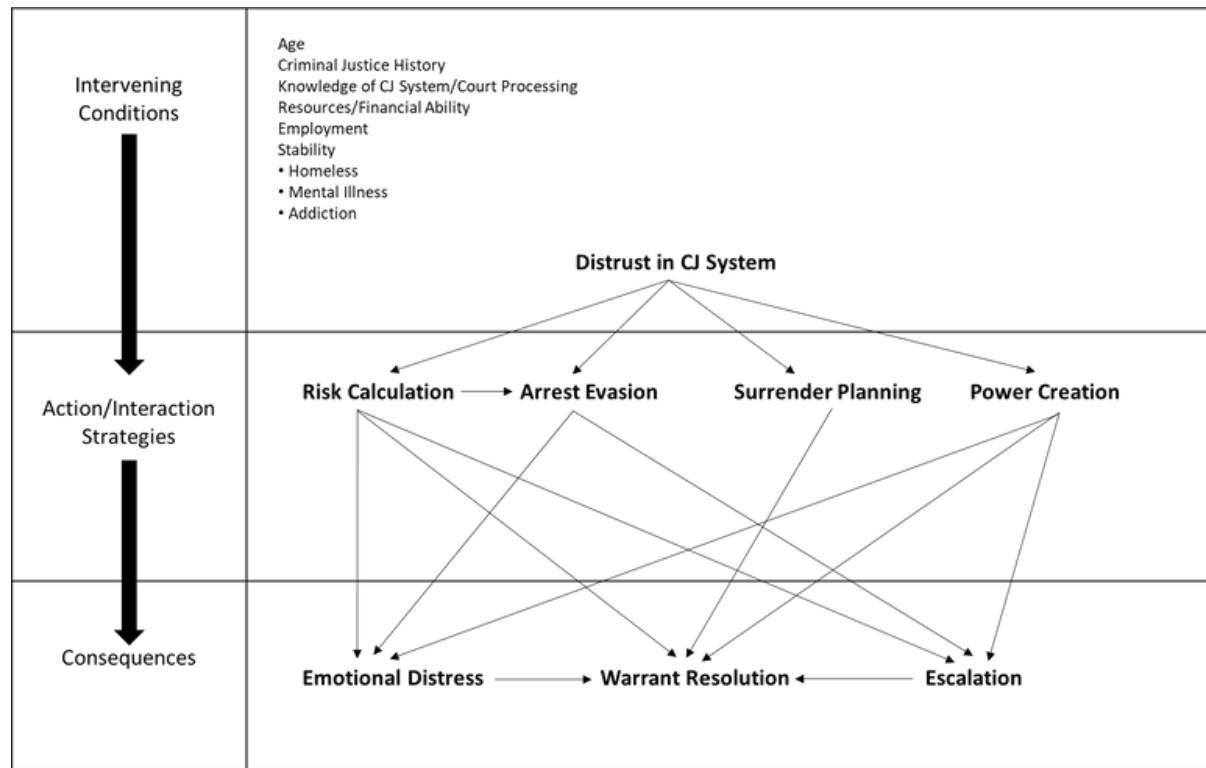 Intervening
Conditions
Age
Criminal Justice History
Knowledge of CJ System/Court Processing
Resources/Financial Ability
Employment
Stability
• Homeless
• Mental Illness
• Addiction
Distrust in CJ System
Action/Interaction
Strategies
Risk Calculation
Arrest Evasion
Surrender Planning
Power Creation
Consequences
Emotional Distress
Warrant Resolution
Escalation